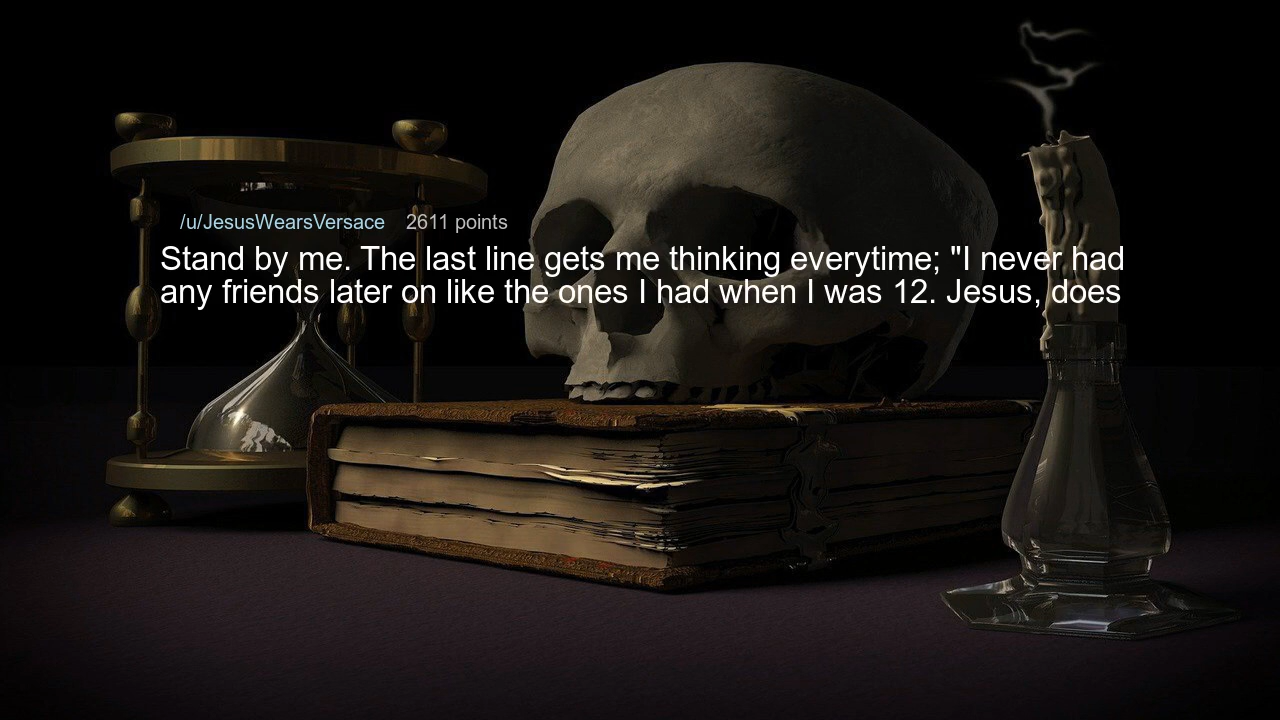 /u/JesusWearsVersace 2611 points
Stand by me. The last line gets me thinking everytime; "I never had
any friends later on like the ones I had when I was 12. Jesus, does